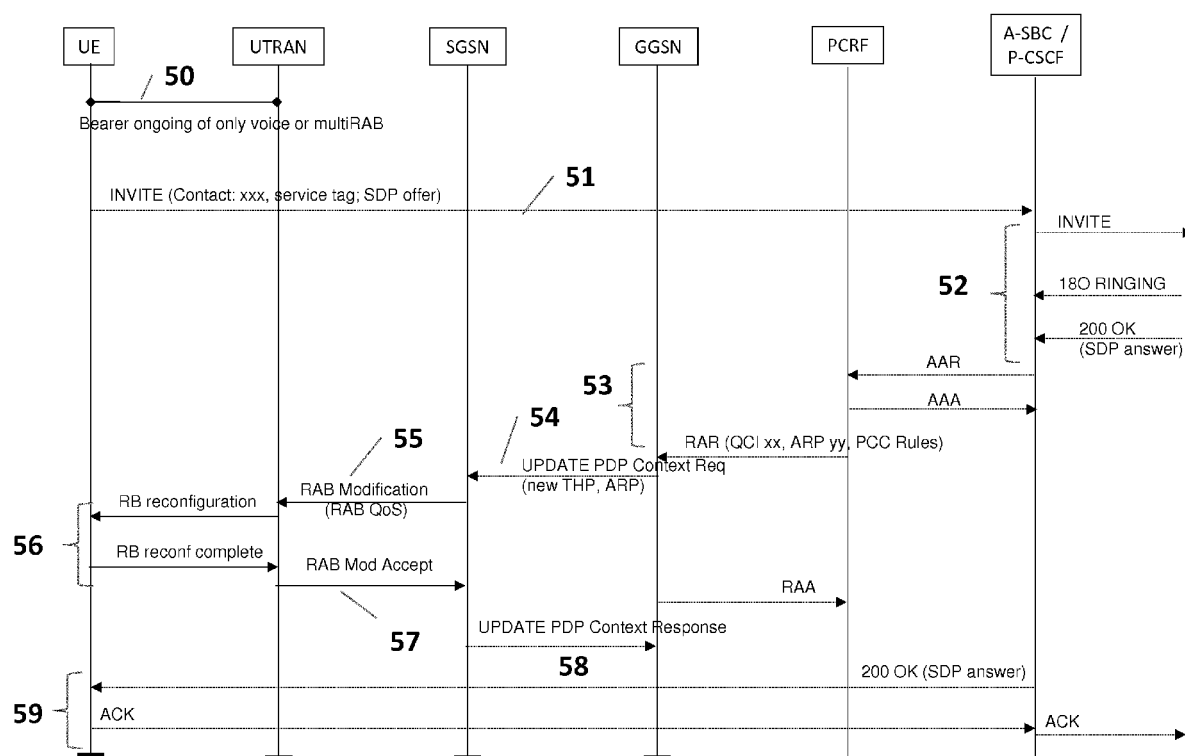 UE
UTRAN
SGSN
GGSN
PCRF
A-SBC /
P-CSCF
50
Bearer ongoing of only voice or multiRAB
INVITE (Contact: xxx, service tag; SDP offer)
51
INVITE
52
18O RINGING
200 OK
(SDP answer)
AAR
53
AAA
54
RAR (QCI xx, ARP yy, PCC Rules)
55
UPDATE PDP Context Req
(new THP, ARP)
RAB Modification
(RAB QoS)
RB reconfiguration
56
RB reconf complete
RAB Mod Accept
RAA
57
UPDATE PDP Context Response
58
200 OK (SDP answer)
59
ACK
ACK